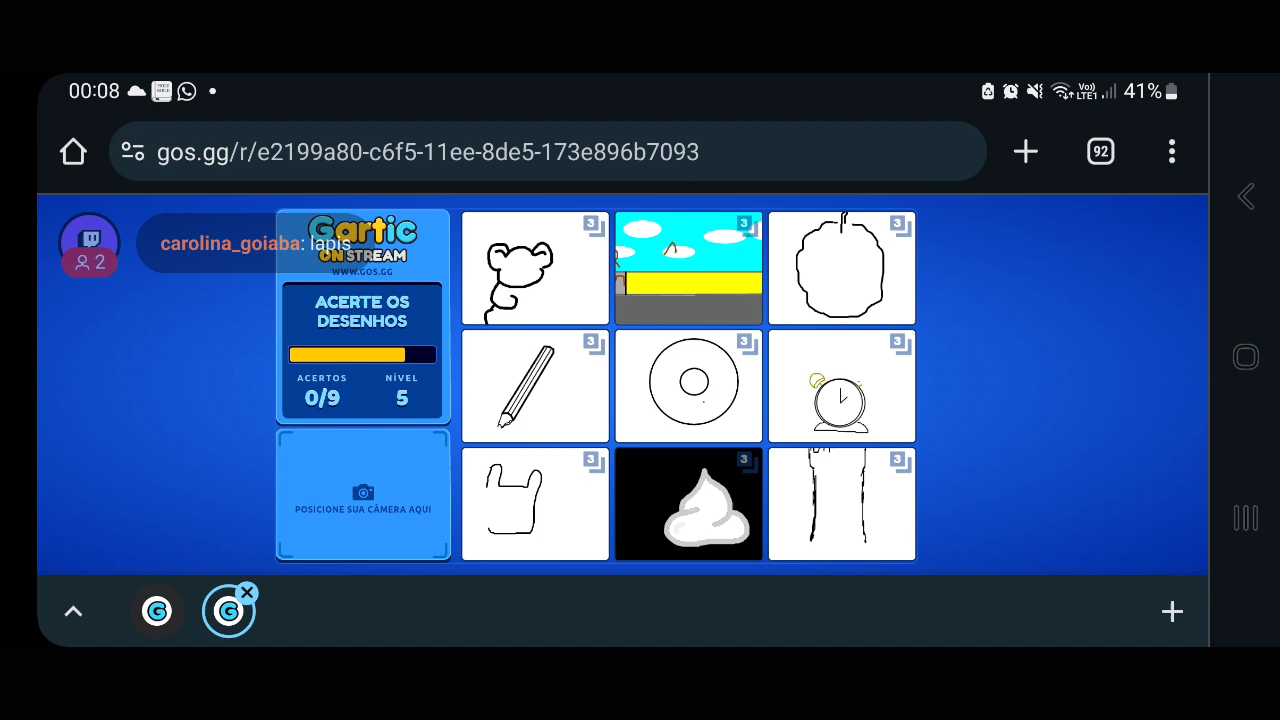 00:08
Vo))
LTE1
41%
gos.gg/r/e2199a80-c6f5-11ee-8de5-173e896b7093
92
2
carolina_goiaba: lapis
Gartic
ON STREAM
WWW.GOS.GG
ACERTE OS
DESENHOS
ACERTOS NÍVEL
0/9 5
POSICIONE SUA CÂMERA AQUI
3 3 3
3 3 3
3 3 3
G G